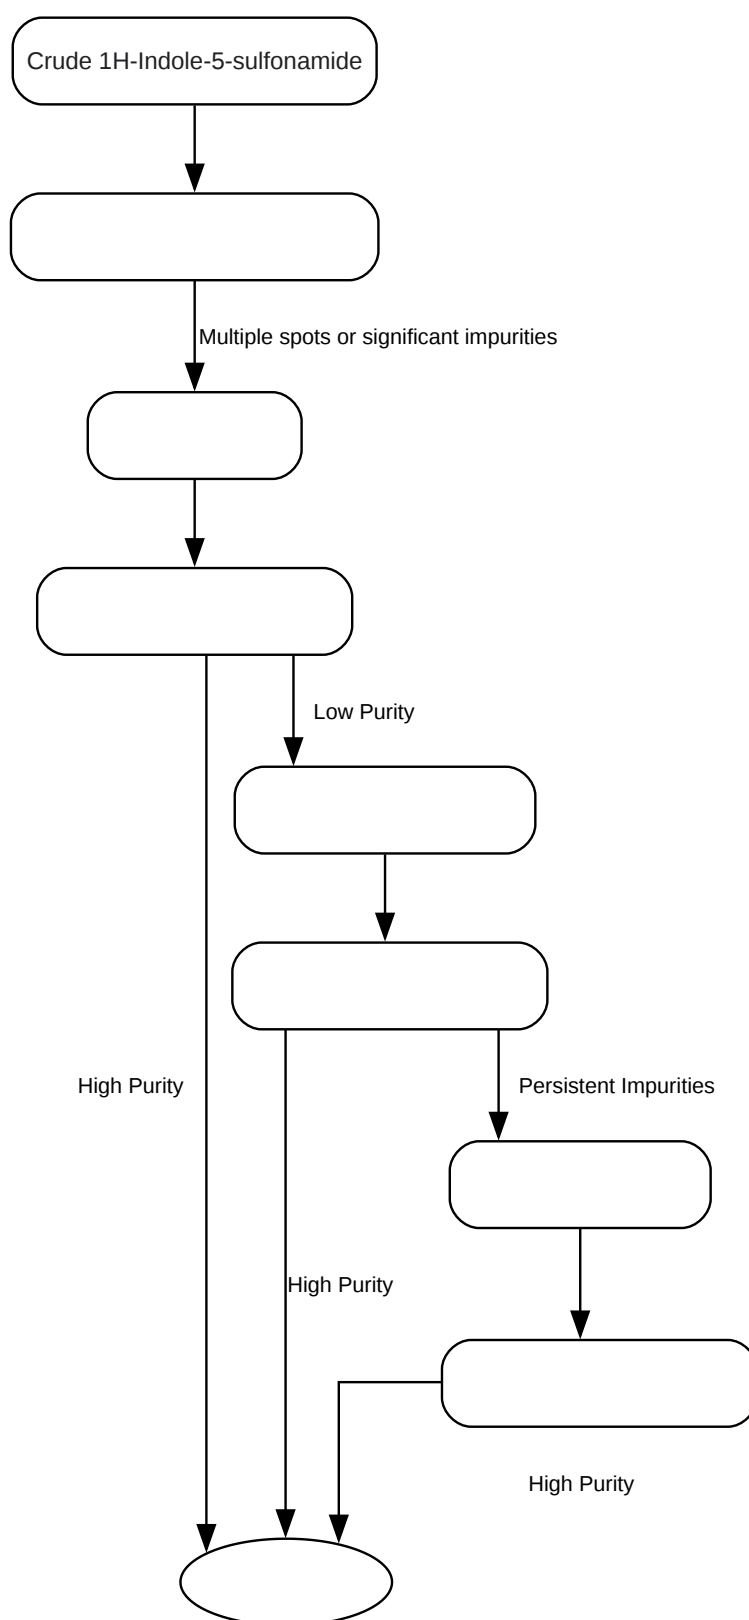 Crude 1H-Indole-5-sulfonamide
Multiple spots or significant impurities
Low Purity
High Purity
Persistent Impurities
High Purity
High Purity